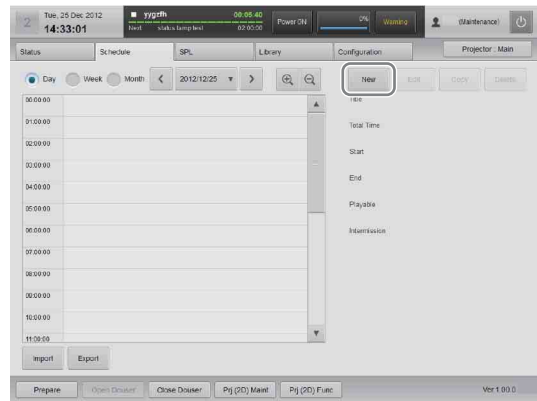 2
Tue, 25 Dec 2012
14:33:01
yygzfh 00:05:40
Next status lamp test 02:00:00
Power ON
0%
Warning
(Maintenance)
Status Schedule SPL Library Configuration Projector : Main
Day Week Month < 2012/12/25 ▼ >
New Edit Copy Delete
Title
Total Time
Start
End
Playable
Intermission
00:00:00
01:00:00
02:00:00
03:00:00
04:00:00
05:00:00
06:00:00
07:00:00
08:00:00
09:00:00
10:00:00
11:00:00
Import Export
Prepare Open Douser Close Douser Prj (2D) Maint Prj (2D) Func Ver 1.00.0